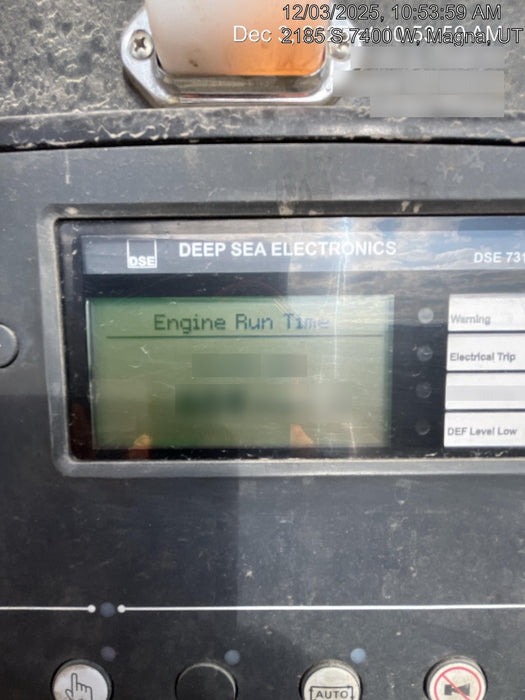 12/03/2025, 10:53:59 AM
2185 S 7400 W, Magna, UT
DSE
DEEP SEA ELECTRONICS
DSE 731
Engine Run Time
Warning
Electrical Trip
DEF Level Low
AUTO